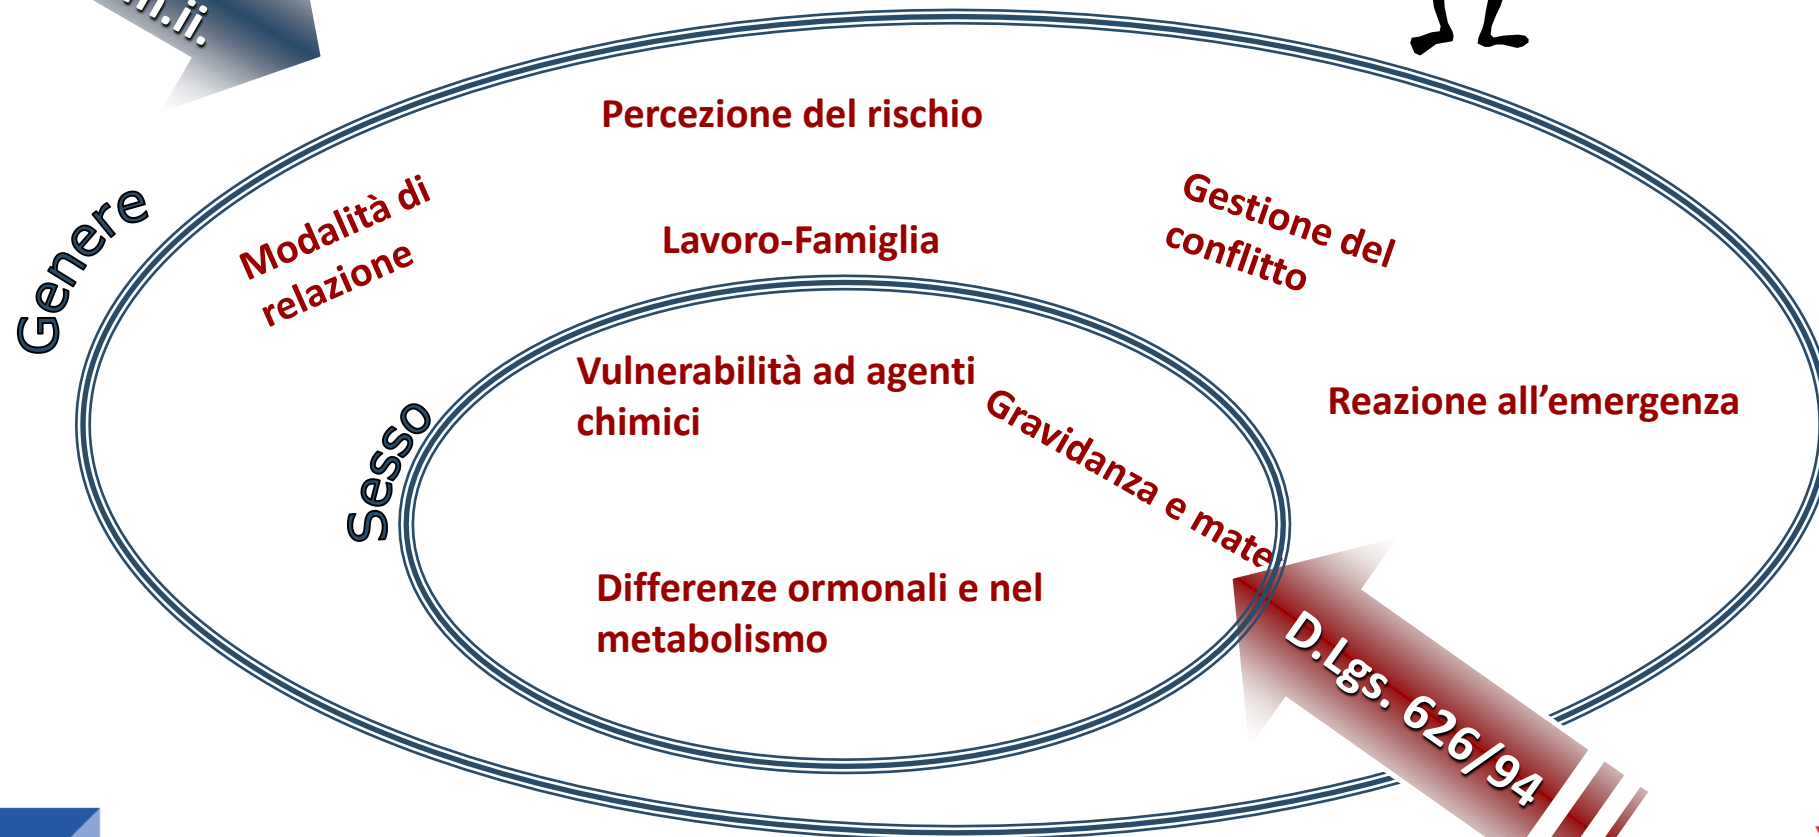 m.ii.
Percezione del rischio
Genere
Modalità di
relazione
Lavoro-Famiglia
Gestione del
conflitto
Sesso
Vulnerabilità ad agenti
chimici
Gravidanza e mate
Reazione all’emergenza
Differenze ormonali e nel
metabolismo
D.Lgs. 626/94